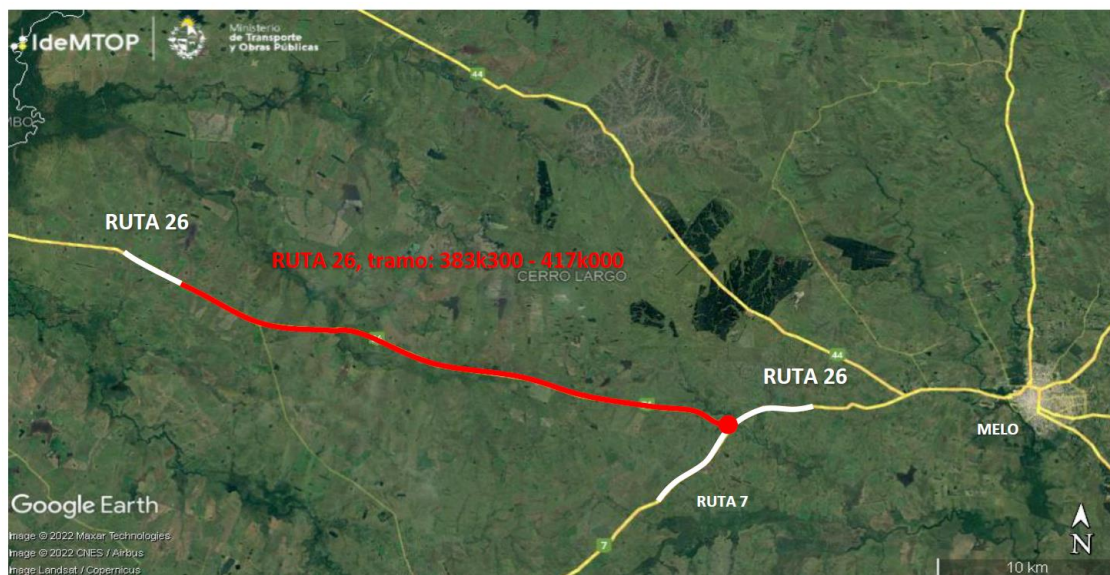 IdeMTOP
Ministerio
de Transporte
y Obras Públicas
44
MBO
RUTA 26
RUTA 26, tramo: 383k300 - 417k000
CERRO LARGO
44
RUTA 26
MELO
RUTA 7
Google Earth
7
N
Image © 2022 Maxar Technologies
Image © 2022 CNES / Airbus
Image Landsat / Copernicus
10 km